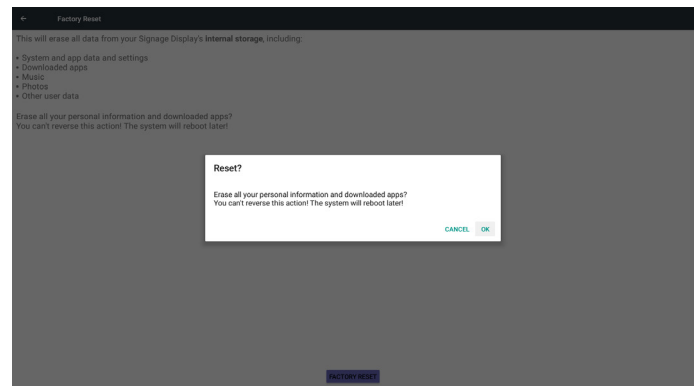 Factory Reset
This will erase all data from your Signage Display's internal storage, including:
• System and app data and settings
• Downloaded apps
• Music
• Photos
• Other user data
Erase all your personal information and downloaded apps?
You can't reverse this action! The system will reboot later!
Reset?
Erase all your personal information and downloaded apps?
You can't reverse this action! The system will reboot later!
CANCEL OK
FACTORY RESET